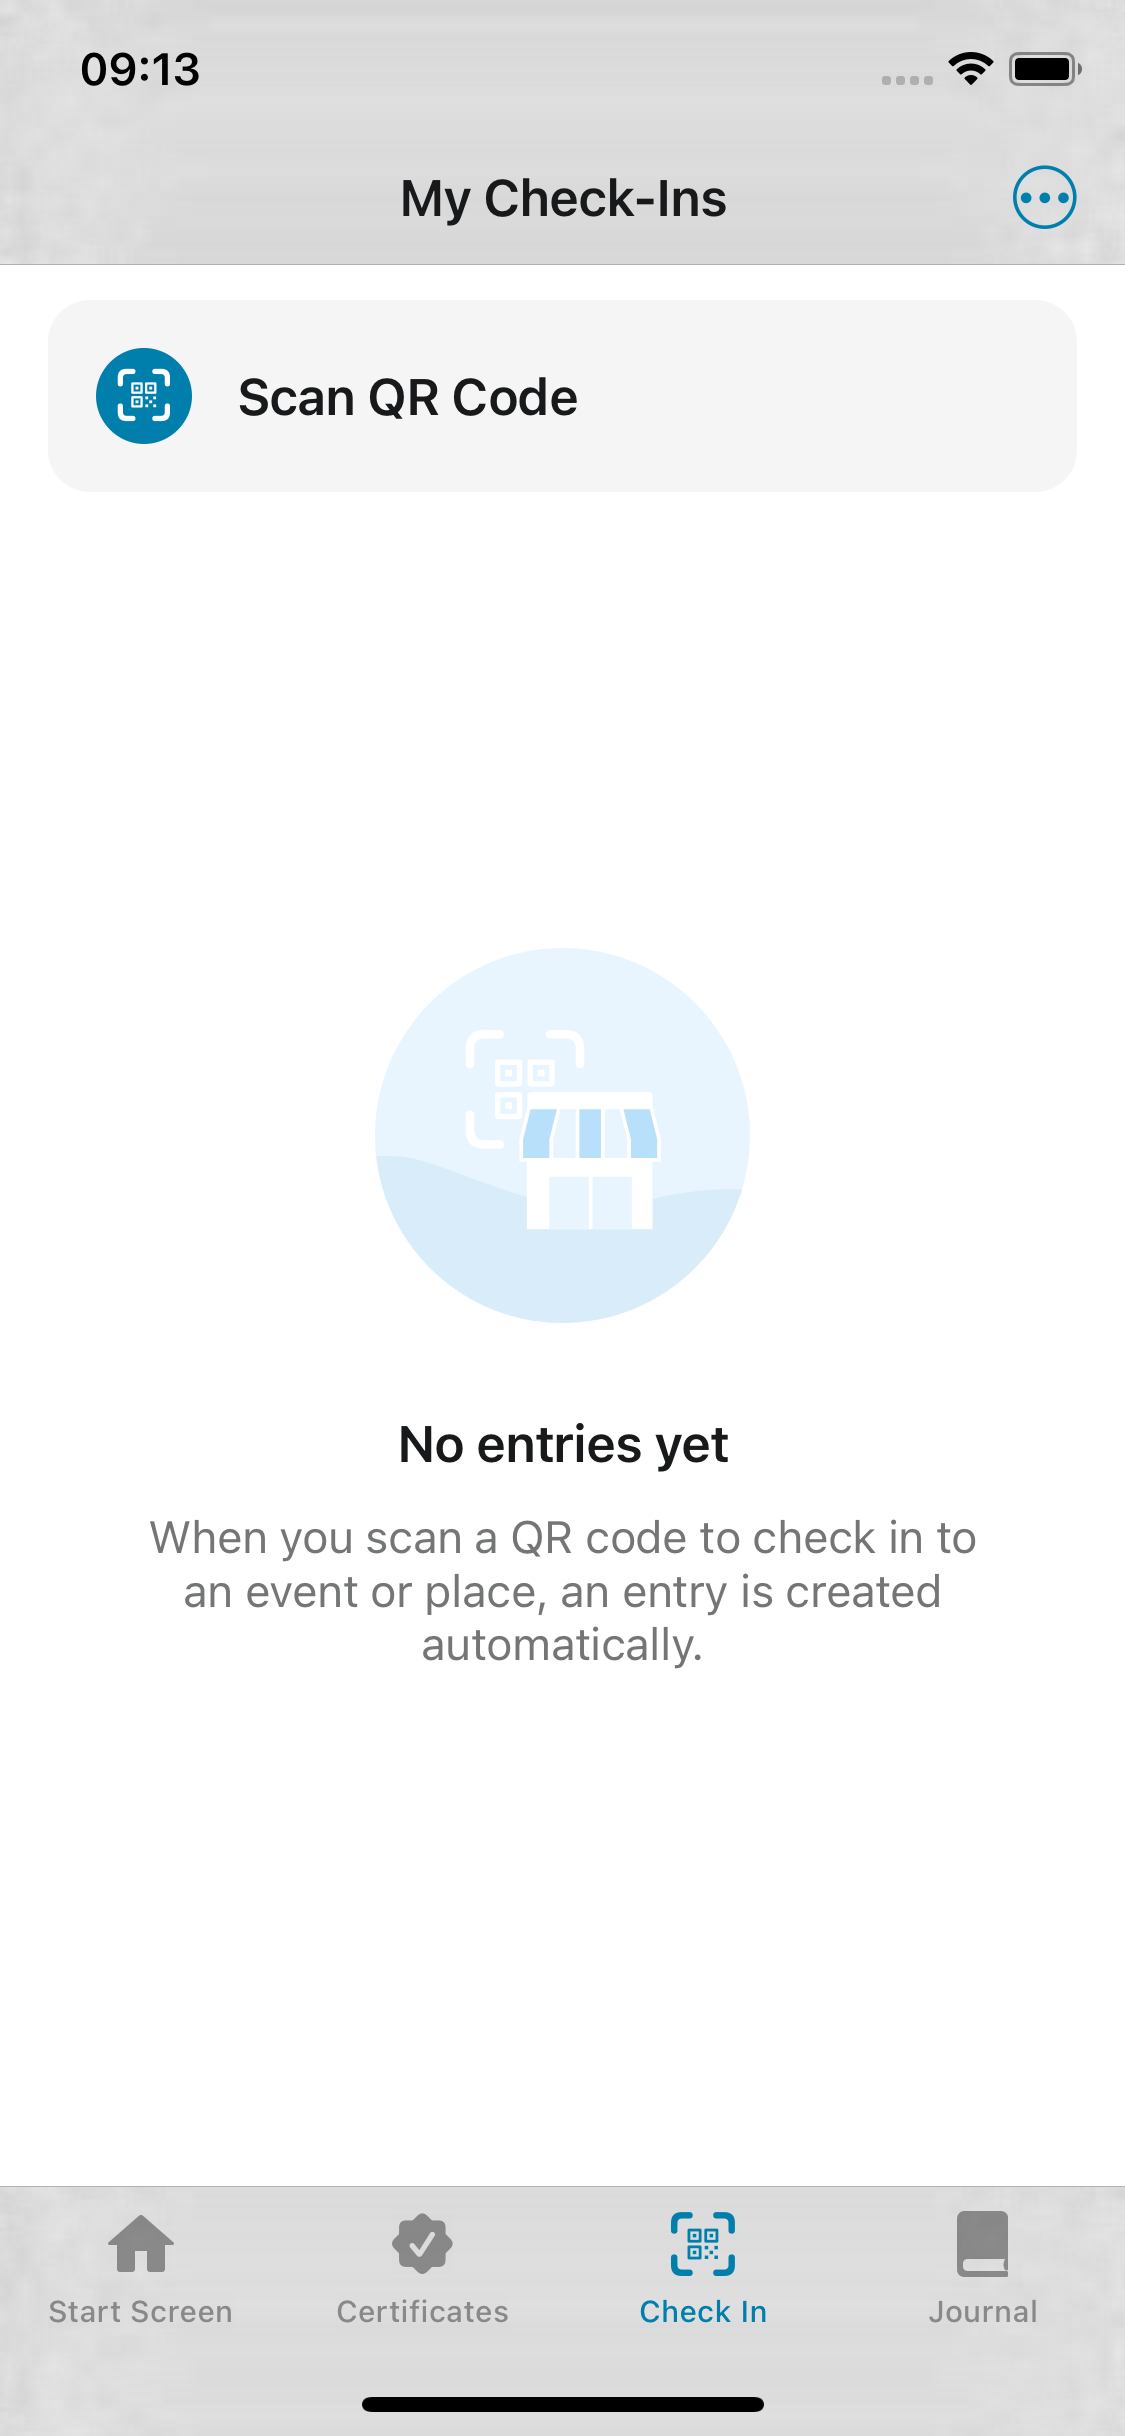 09:13
My Check-Ins
Scan QR Code
No entries yet
When you scan a QR code to check in to
an event or place, an entry is created
automatically.
Start Screen
Certificates
Check In
Journal